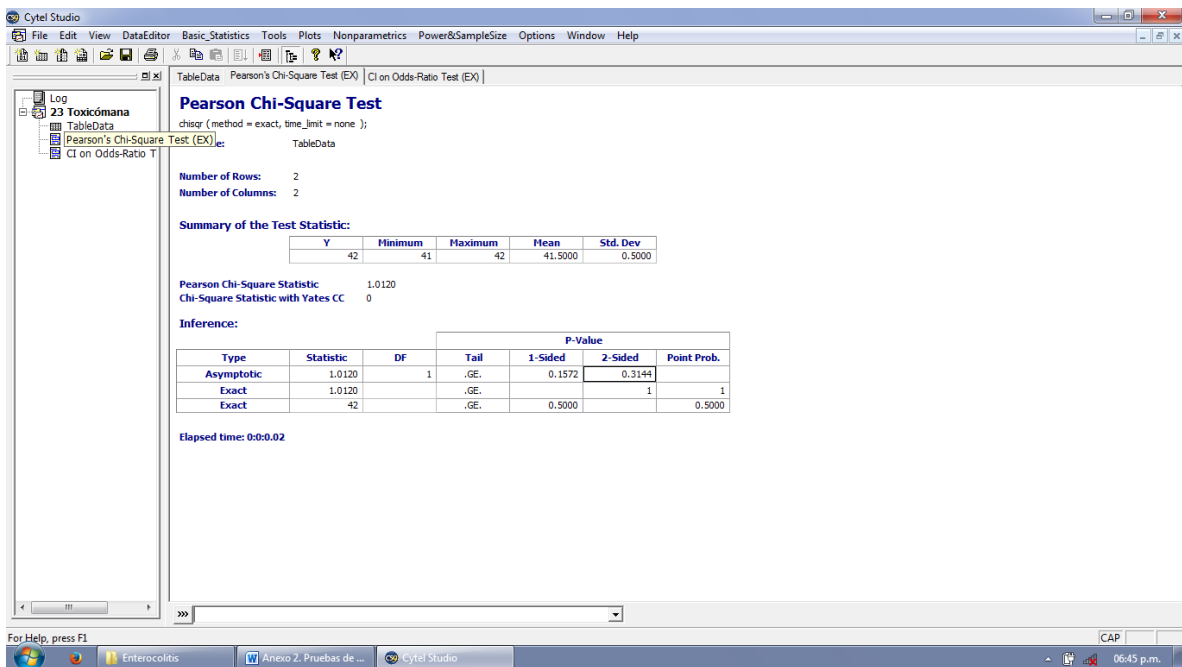 Cytel Studio
File Edit View DataEditor Basic_Statistics Tools Plots Nonparametrics Power&SampleSize Options Window Help
TableData Pearson's Chi-Square Test (EX) CI on Odds-Ratio Test (EX)
Log
23 Toxicómana
TableData
Pearson's Chi-Square Test (EX)
CI on Odds-Ratio T
Pearson Chi-Square Test
chisqr ( method = exact, time_limit = none );
e: TableData
Number of Rows: 2
Number of Columns: 2
Summary of the Test Statistic:
Y Minimum Maximum Mean Std. Dev
42 41 42 41.5000 0.5000
Pearson Chi-Square Statistic 1.0120
Chi-Square Statistic with Yates CC 0
Inference:
P-Value
Type Statistic DF Tail 1-Sided 2-Sided Point Prob.
Asymptotic 1.0120 1 .GE. 0.1572 0.3144
Exact 1.0120 .GE. 1 1
Exact 42 .GE. 0.5000 0.5000
Elapsed time: 0:0:0.02
»»
For Help, press F1
CAP
Enterocolitis
Anexo 2. Pruebas de ...
Cytel Studio
06:45 p.m.